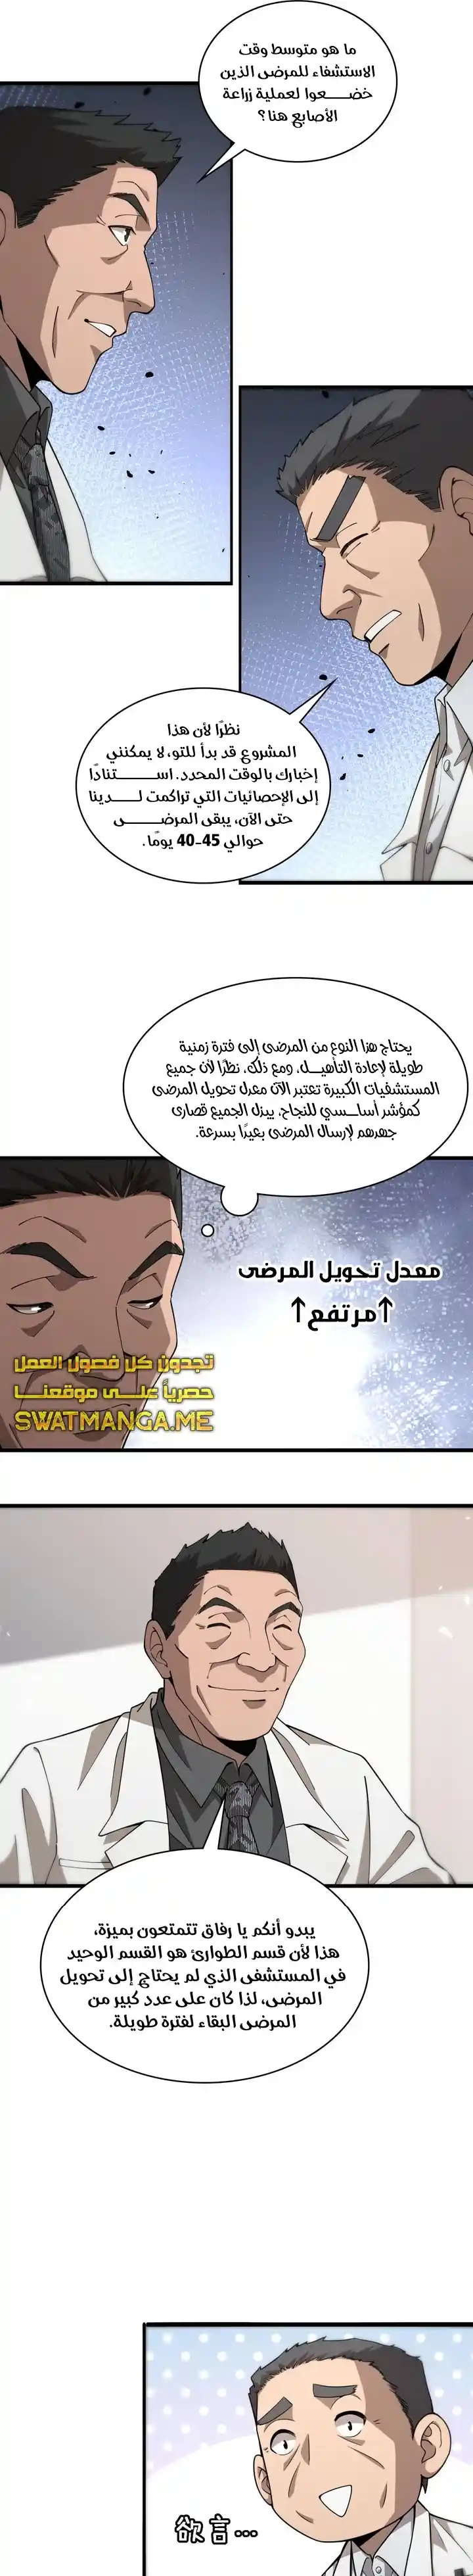 ما هو متوسط وقت
الاستشفاء للمرضى الذين
خضعوا لعملية زراعة
الأصابع هنا؟
نظرًا لأن هذا
المشروع قد بدأ للتو، لا يمكنني
إخبارك بالوقت المحدد. استنادًا
إلى الإحصائيات التي تراكمت لدينا
حتى الآن، يبقى المرضى
حوالي 45-40 يومًا.
يحتاج هذا النوع من المرضى إلى فترة زمنية
طويلة لإعادة التأهيل، ومع ذلك، نظرًا لأن جميع
المستشفيات الكبيرة تعتبر الآن معدل تحويل المرضى
كمؤشر أساسي للنجاح، يبذل الجميع قصارى
جهدهم لإرسال المرضى بعيدًا بسرعة.
معدل تحويل المرضى
↑مرتفع↑
تجدون كل فصول العمل
حصرياً على موقعنا
SWATMANGA.ME
يبدو أنكم يا رفاق تتمتعون بميزة،
هذا لأن قسم الطوارئ هو القسم الوحيد
في المستشفى الذي لم يحتاج إلى تحويل
المرضى، لذا كان على عدد كبير من
المرضى البقاء لفترة طويلة.
欲言...